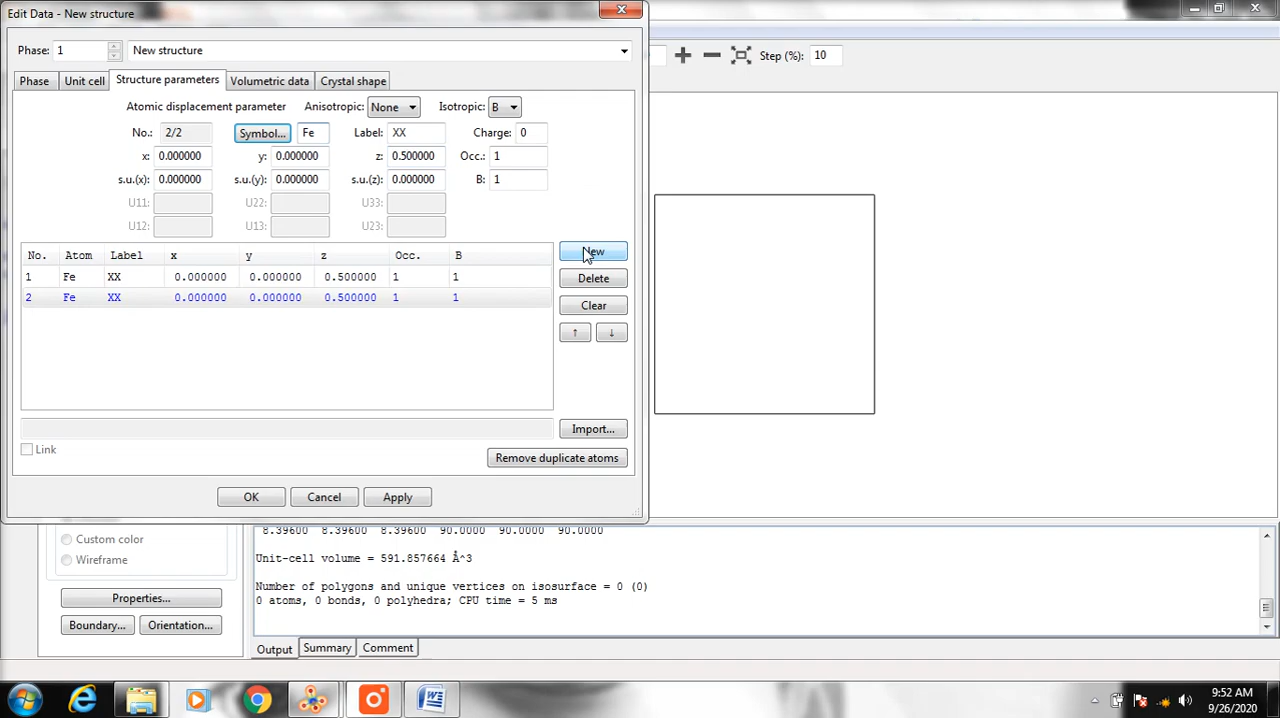 Edit Data - New structure
Phase: 1 New structure
Step (%): 10
Phase Unit cell Structure parameters Volumetric data Crystal shape
Atomic displacement parameter Anisotropic: None Isotropic: B
No.: 2/2 Symbol... Fe Label: XX Charge: 0
x: 0.000000 y: 0.000000 z: 0.500000 Occ.: 1
s.u.(x): 0.000000 s.u.(y): 0.000000 s.u.(z): 0.000000 B: 1
U11: U22: U33:
U12: U13: U23:
No. Atom Label x y z Occ. B
New
1 Fe XX 0.000000 0.000000 0.500000 1 1
Delete
2 Fe XX 0.000000 0.000000 0.500000 1 1
Clear
↑ ↓
Import...
Link
Remove duplicate atoms
OK Cancel Apply
8.39600 8.39600 8.39600 90.0000 90.0000 90.0000
Custom color
Unit-cell volume = 591.857664 Å^3
Wireframe
Number of polygons and unique vertices on isosurface = 0 (0)
Properties...
0 atoms, 0 bonds, 0 polyhedra; CPU time = 5 ms
Boundary... Orientation...
Output Summary Comment
9:52 AM
9/26/2020